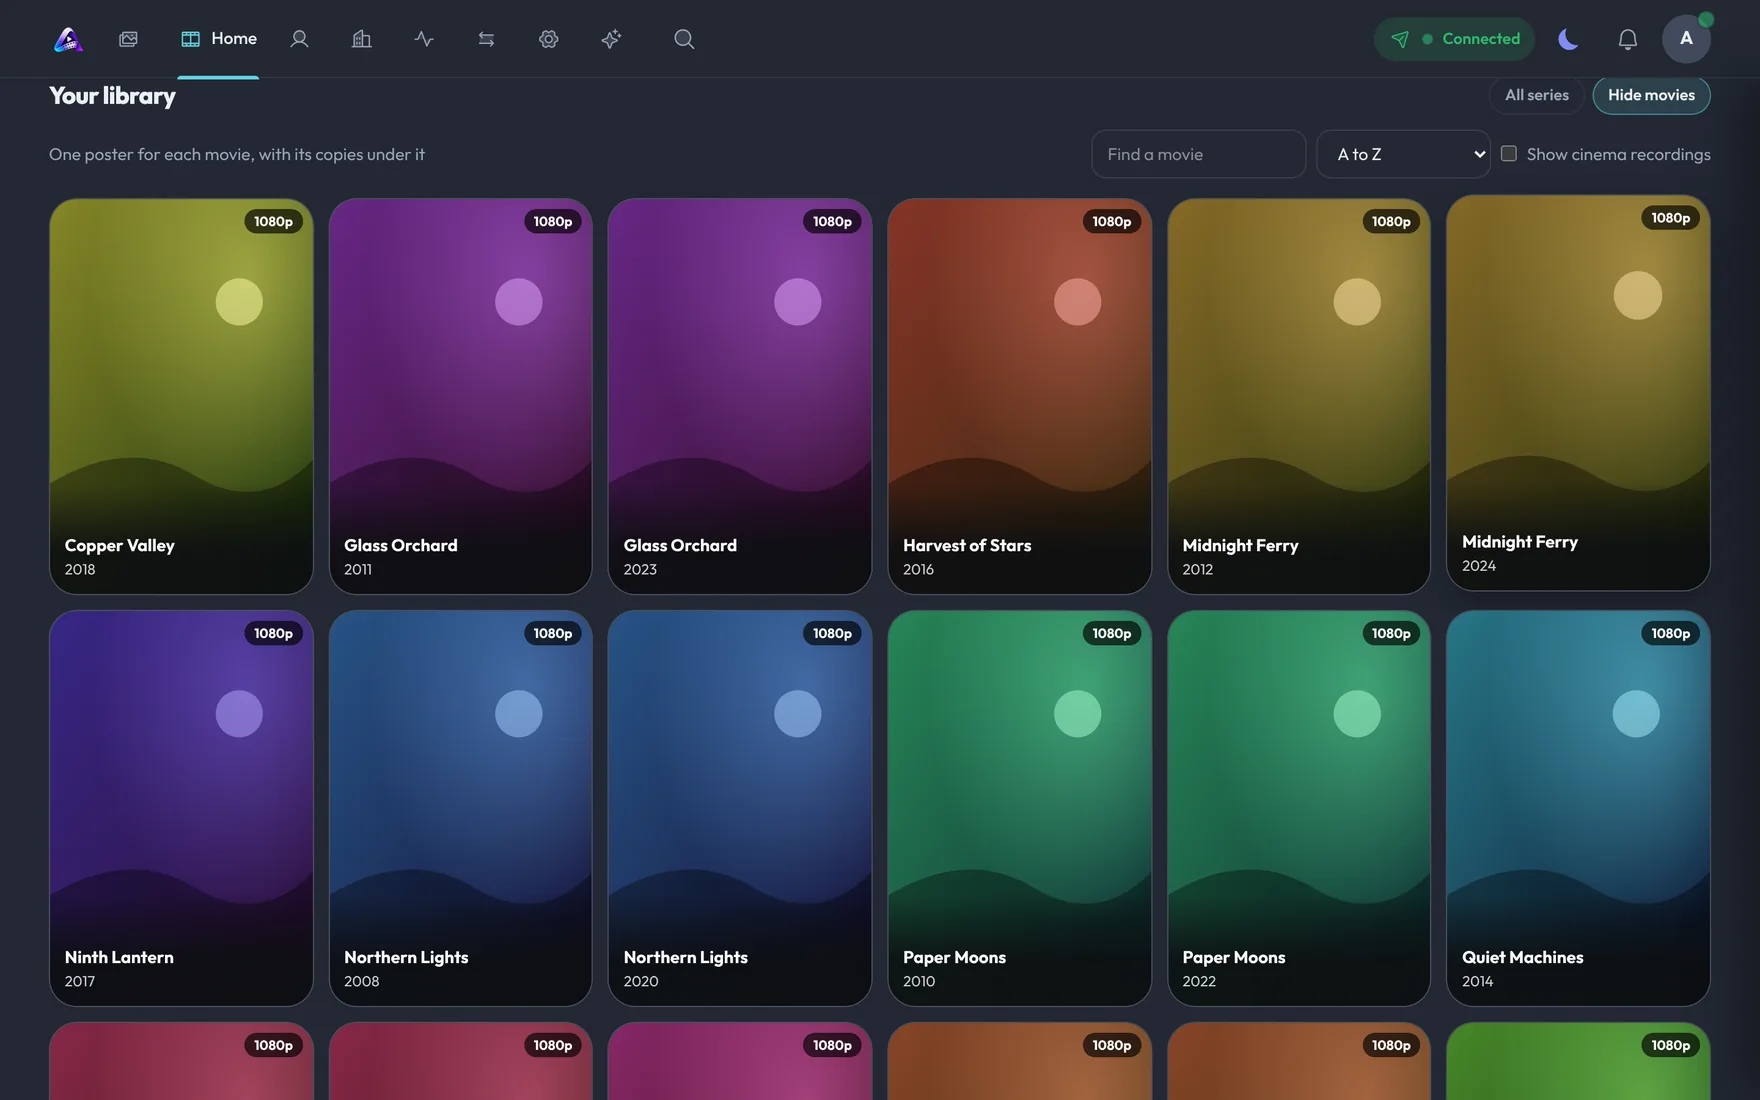 Home
Connected
A
Your library
All series
Hide movies
One poster for each movie, with its copies under it
Find a movie
A to Z
Show cinema recordings
1080p
1080p
1080p
1080p
1080p
1080p
Copper Valley
2018
Glass Orchard
2011
Glass Orchard
2023
Harvest of Stars
2016
Midnight Ferry
2012
Midnight Ferry
2024
1080p
1080p
1080p
1080p
1080p
1080p
Ninth Lantern
2017
Northern Lights
2008
Northern Lights
2020
Paper Moons
2010
Paper Moons
2022
Quiet Machines
2014
1080p
1080p
1080p
1080p
1080p
1080p